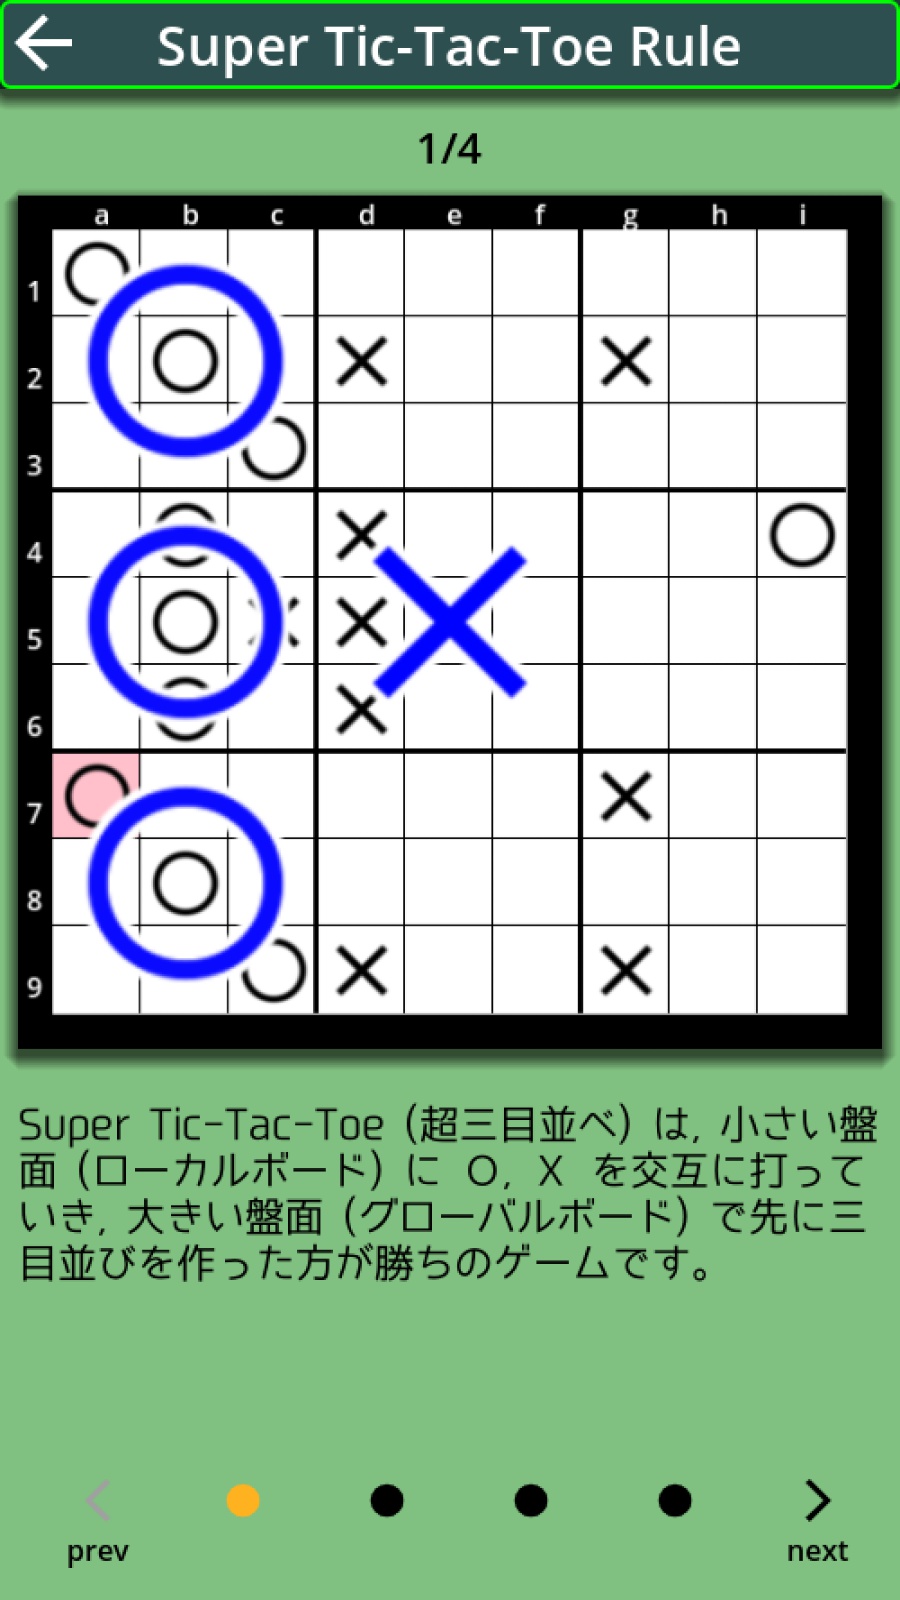 Super Tic-Tac-Toe Rule
1/4
a b c d e f g h i
1
2
3
4
5
6
7
8
9
Super Tic-Tac-Toe (超三目並べ) は, 小さい盤
面 (ローカルボード) に O, X を交互に打って
いき, 大きい盤面 (グローバルボード) で先に三
目並びを作った方が勝ちのゲームです。
prev next